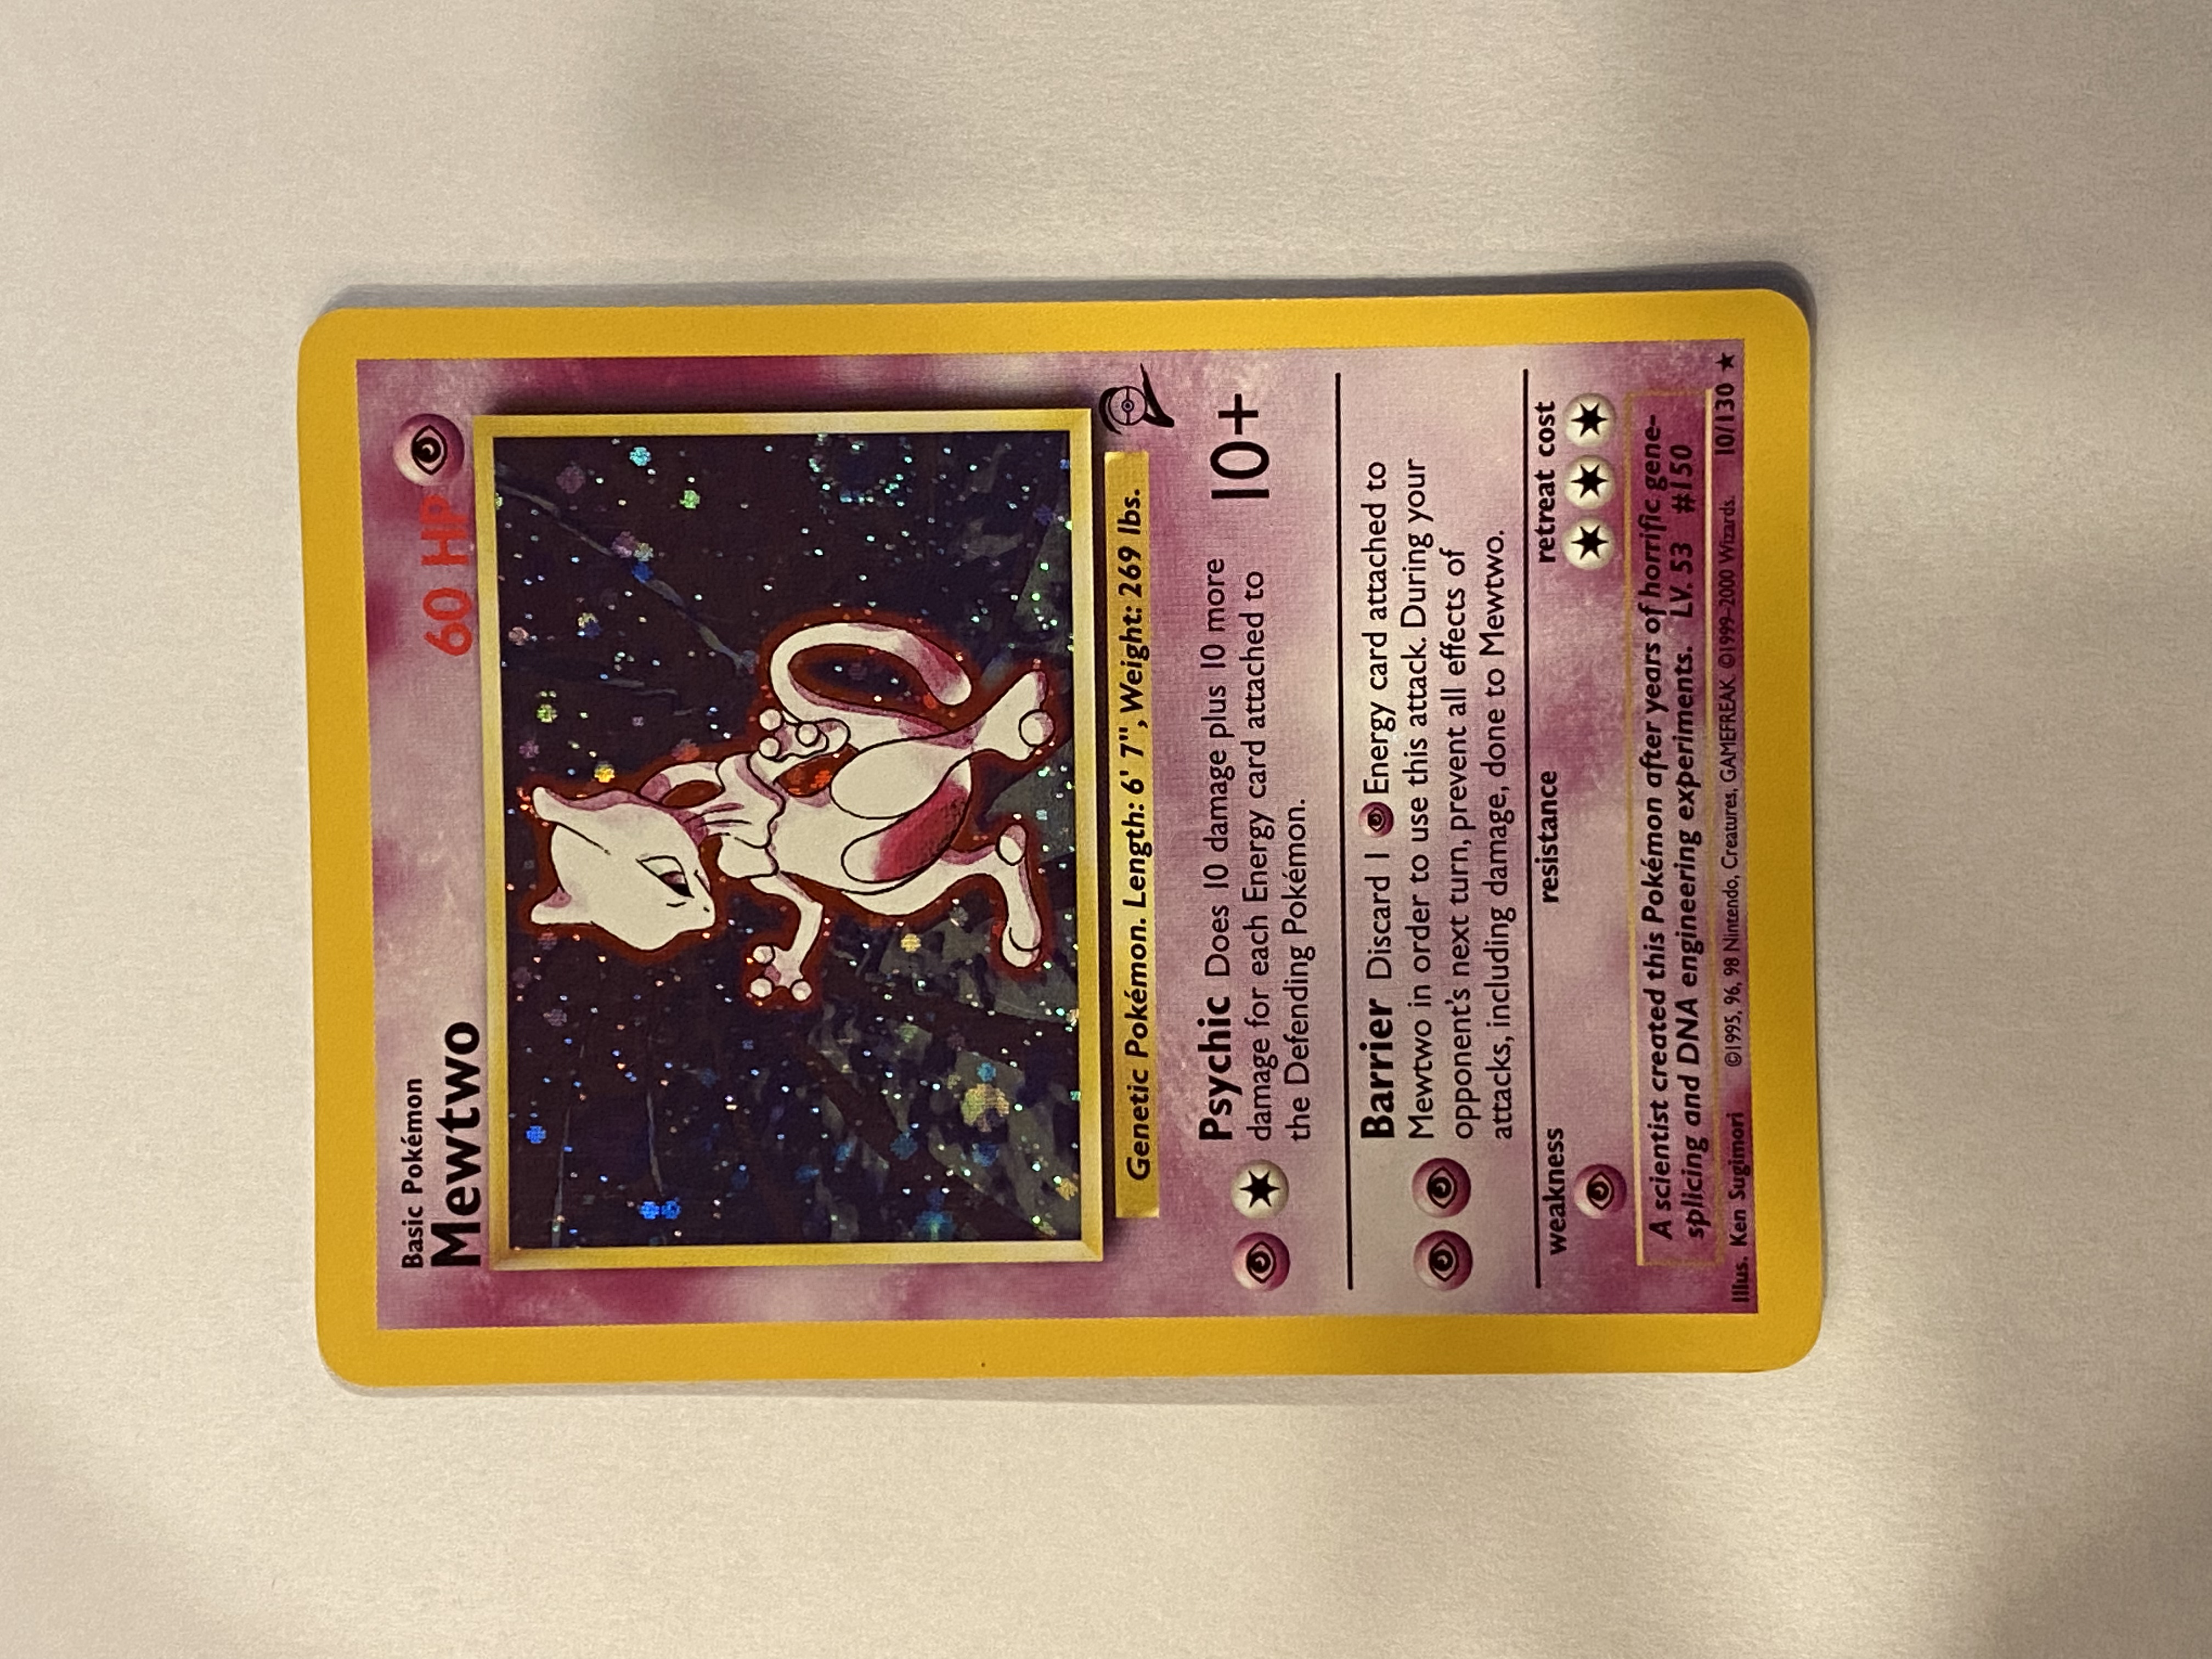 Basic Pokémon
Mewtwo 60 HP
Genetic Pokémon. Length: 6' 7", Weight: 269 lbs.
Psychic Does 10 damage plus 10 more
damage for each Energy card attached to
the Defending Pokémon.
10+
Barrier Discard 1 Energy card attached to
Mewtwo in order to use this attack. During your
opponent's next turn, prevent all effects of
attacks, including damage, done to Mewtwo.
weakness resistance retreat cost
A scientist created this Pokémon after years of horrific gene-
splicing and DNA engineering experiments. LV. 53 #150
Illus. Ken Sugimori ©1995, 96, 98 Nintendo, Creatures, GAMEFREAK. ©1999–2000 Wizards. 10/130 ★